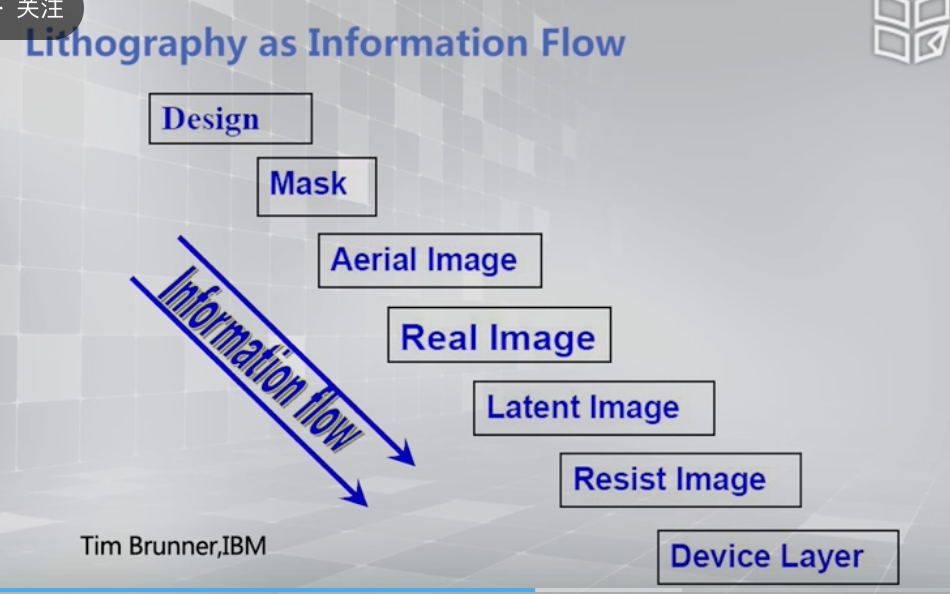 关注
Lithography as Information Flow
Design
Mask
Aerial Image
Real Image
Latent Image
Resist Image
Device Layer
Information flow
Tim Brunner,IBM